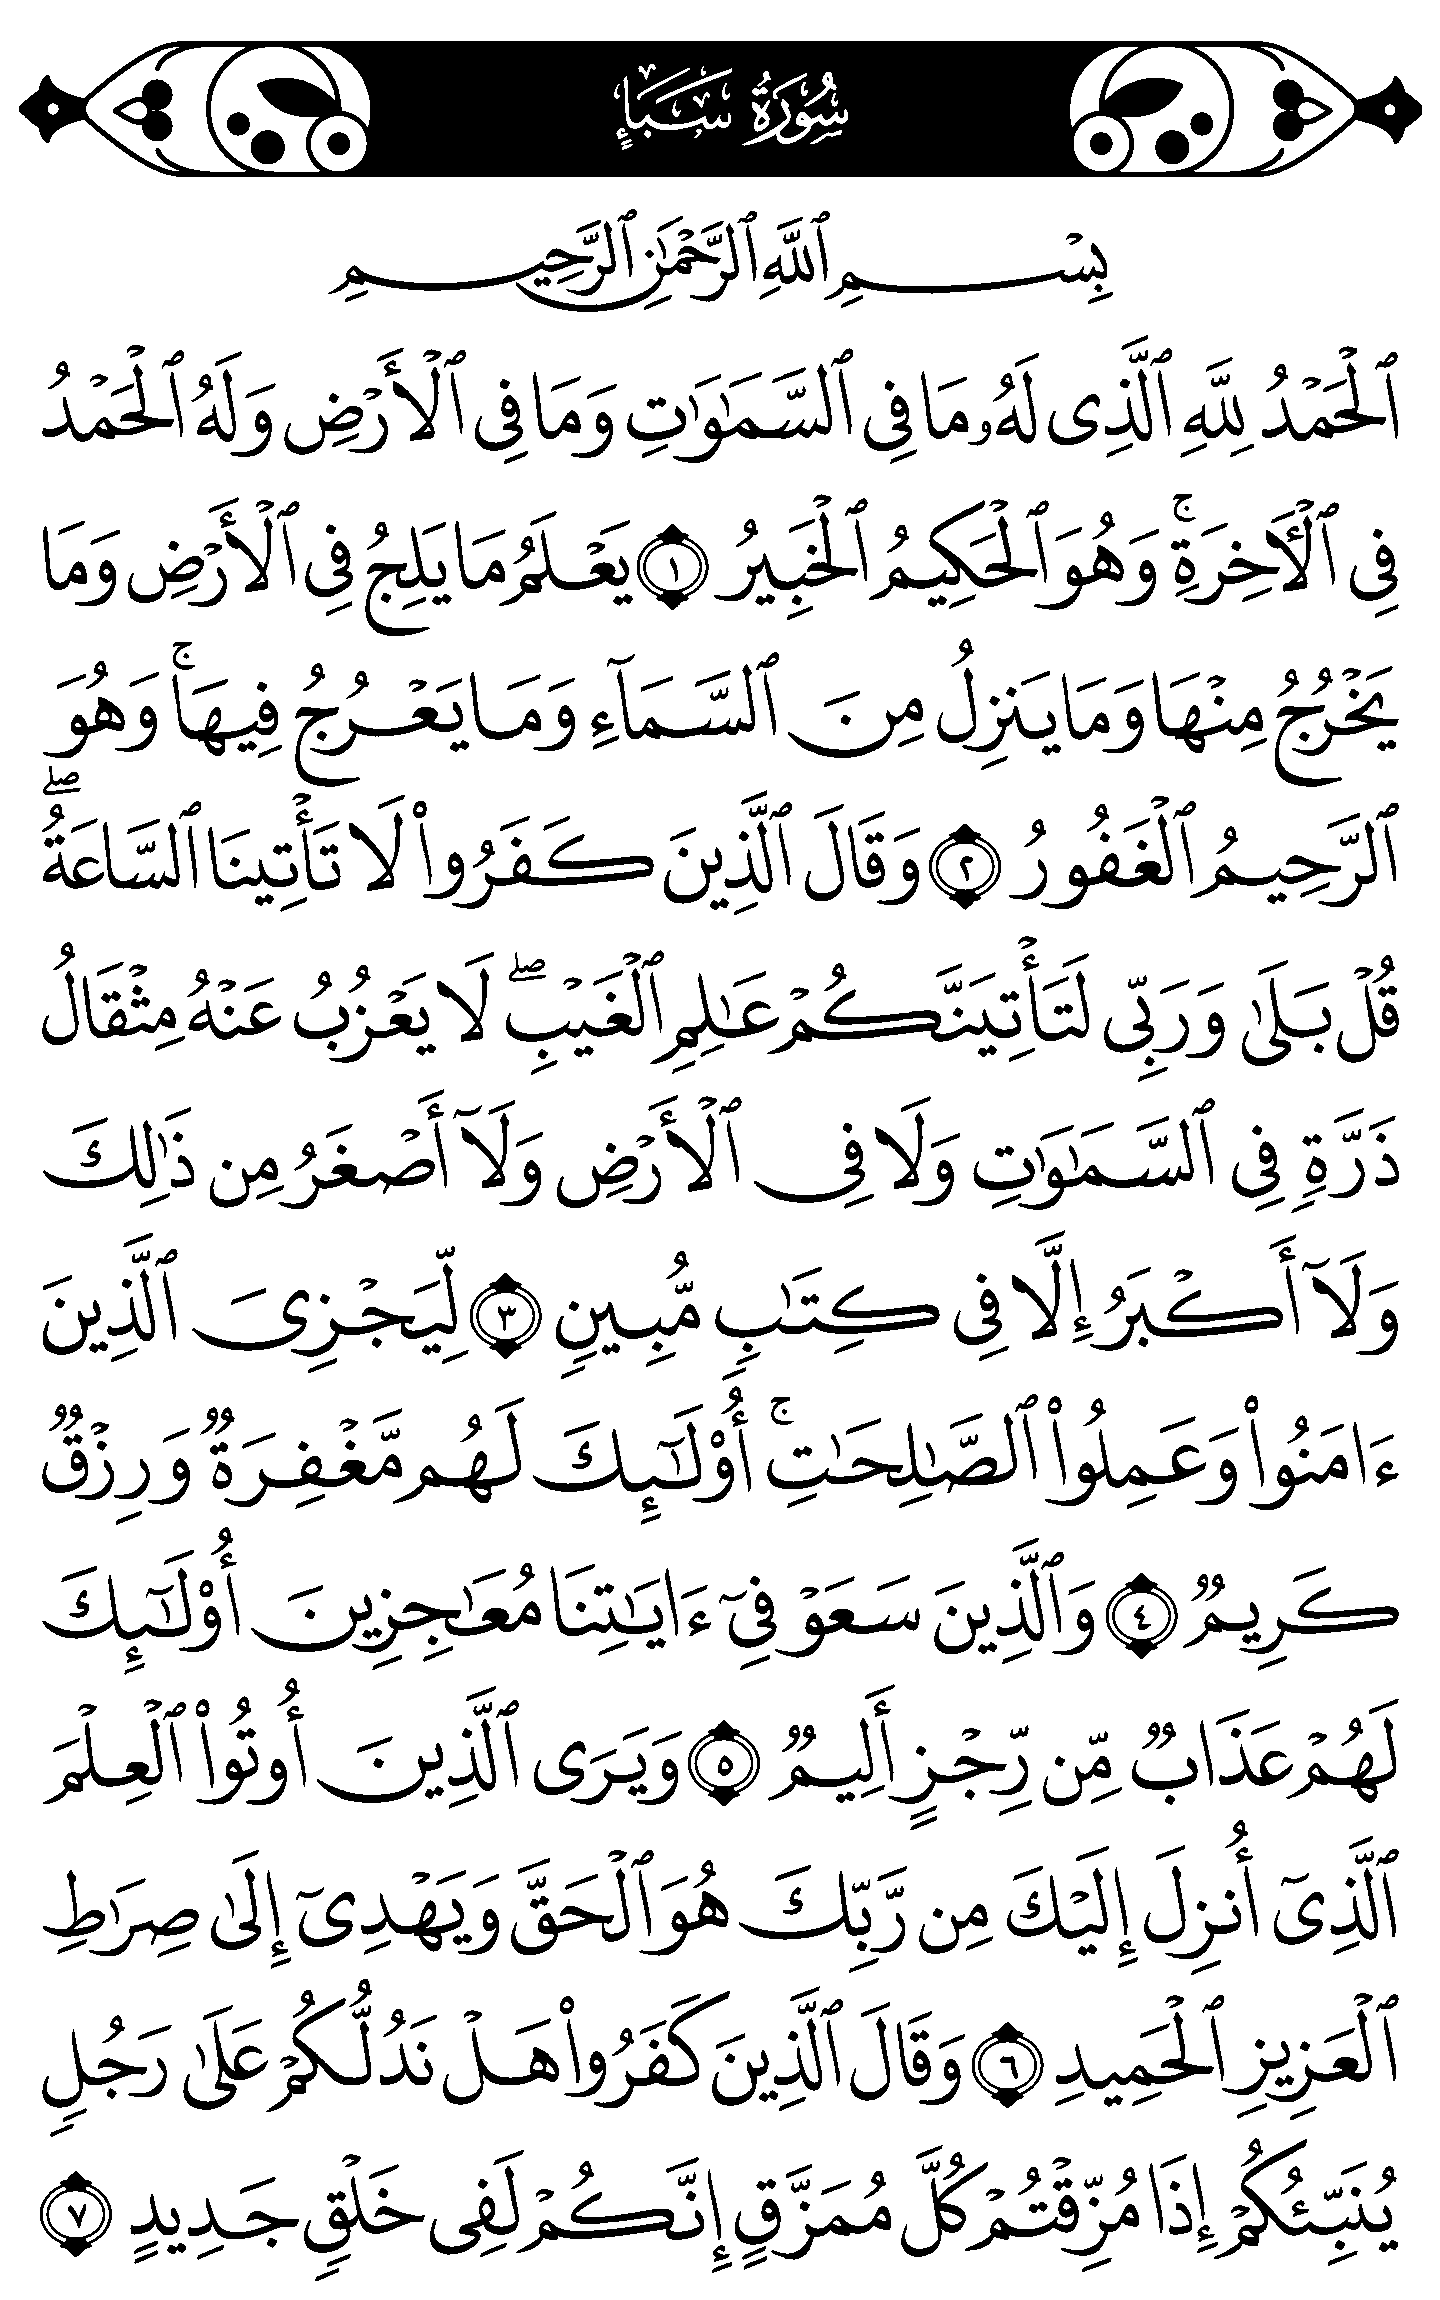 سُورَةُ سَبَإٍ
بِسْمِ ٱللَّهِ ٱلرَّحْمَٰنِ ٱلرَّحِيمِ
ٱلْحَمْدُ لِلَّهِ ٱلَّذِى لَهُۥ مَا فِى ٱلسَّمَٰوَٰتِ وَمَا فِى ٱلْأَرْضِ وَلَهُ ٱلْحَمْدُ
فِى ٱلْـَٔاخِرَةِ ۚ وَهُوَ ٱلْحَكِيمُ ٱلْخَبِيرُ ١ يَعْلَمُ مَا يَلِجُ فِى ٱلْأَرْضِ وَمَا
يَخْرُجُ مِنْهَا وَمَا يَنزِلُ مِنَ ٱلسَّمَآءِ وَمَا يَعْرُجُ فِيهَا ۚ وَهُوَ
ٱلرَّحِيمُ ٱلْغَفُورُ ٢ وَقَالَ ٱلَّذِينَ كَفَرُوا۟ لَا تَأْتِينَا ٱلسَّاعَةُ ۖ
قُلْ بَلَىٰ وَرَبِّى لَتَأْتِيَنَّكُمْ عَٰلِمِ ٱلْغَيْبِ ۖ لَا يَعْزُبُ عَنْهُ مِثْقَالُ
ذَرَّةٍ فِى ٱلسَّمَٰوَٰتِ وَلَا فِى ٱلْأَرْضِ وَلَآ أَصْغَرُ مِن ذَٰلِكَ
وَلَآ أَكْبَرُ إِلَّا فِى كِتَٰبٍ مُّبِينٍ ٣ لِّيَجْزِىَ ٱلَّذِينَ
ءَامَنُوا۟ وَعَمِلُوا۟ ٱلصَّٰلِحَٰتِ ۚ أُو۟لَٰٓئِكَ لَهُم مَّغْفِرَةٌ وَرِزْقٌ
كَرِيمٌ ٤ وَٱلَّذِينَ سَعَوْ فِىٓ ءَايَٰتِنَا مُعَٰجِزِينَ أُو۟لَٰٓئِكَ
لَهُمْ عَذَابٌ مِّن رِّجْزٍ أَلِيمٌ ٥ وَيَرَى ٱلَّذِينَ أُوتُوا۟ ٱلْعِلْمَ
ٱلَّذِىٓ أُنزِلَ إِلَيْكَ مِن رَّبِّكَ هُوَ ٱلْحَقَّ وَيَهْدِىٓ إِلَىٰ صِرَٰطِ
ٱلْعَزِيزِ ٱلْحَمِيدِ ٦ وَقَالَ ٱلَّذِينَ كَفَرُوا۟ هَلْ نَدُلُّكُمْ عَلَىٰ رَجُلٍ
يُنَبِّئُكُمْ إِذَا مُزِّقْتُمْ كُلَّ مُمَزَّقٍ إِنَّكُمْ لَفِى خَلْقٍ جَدِيدٍ ٧